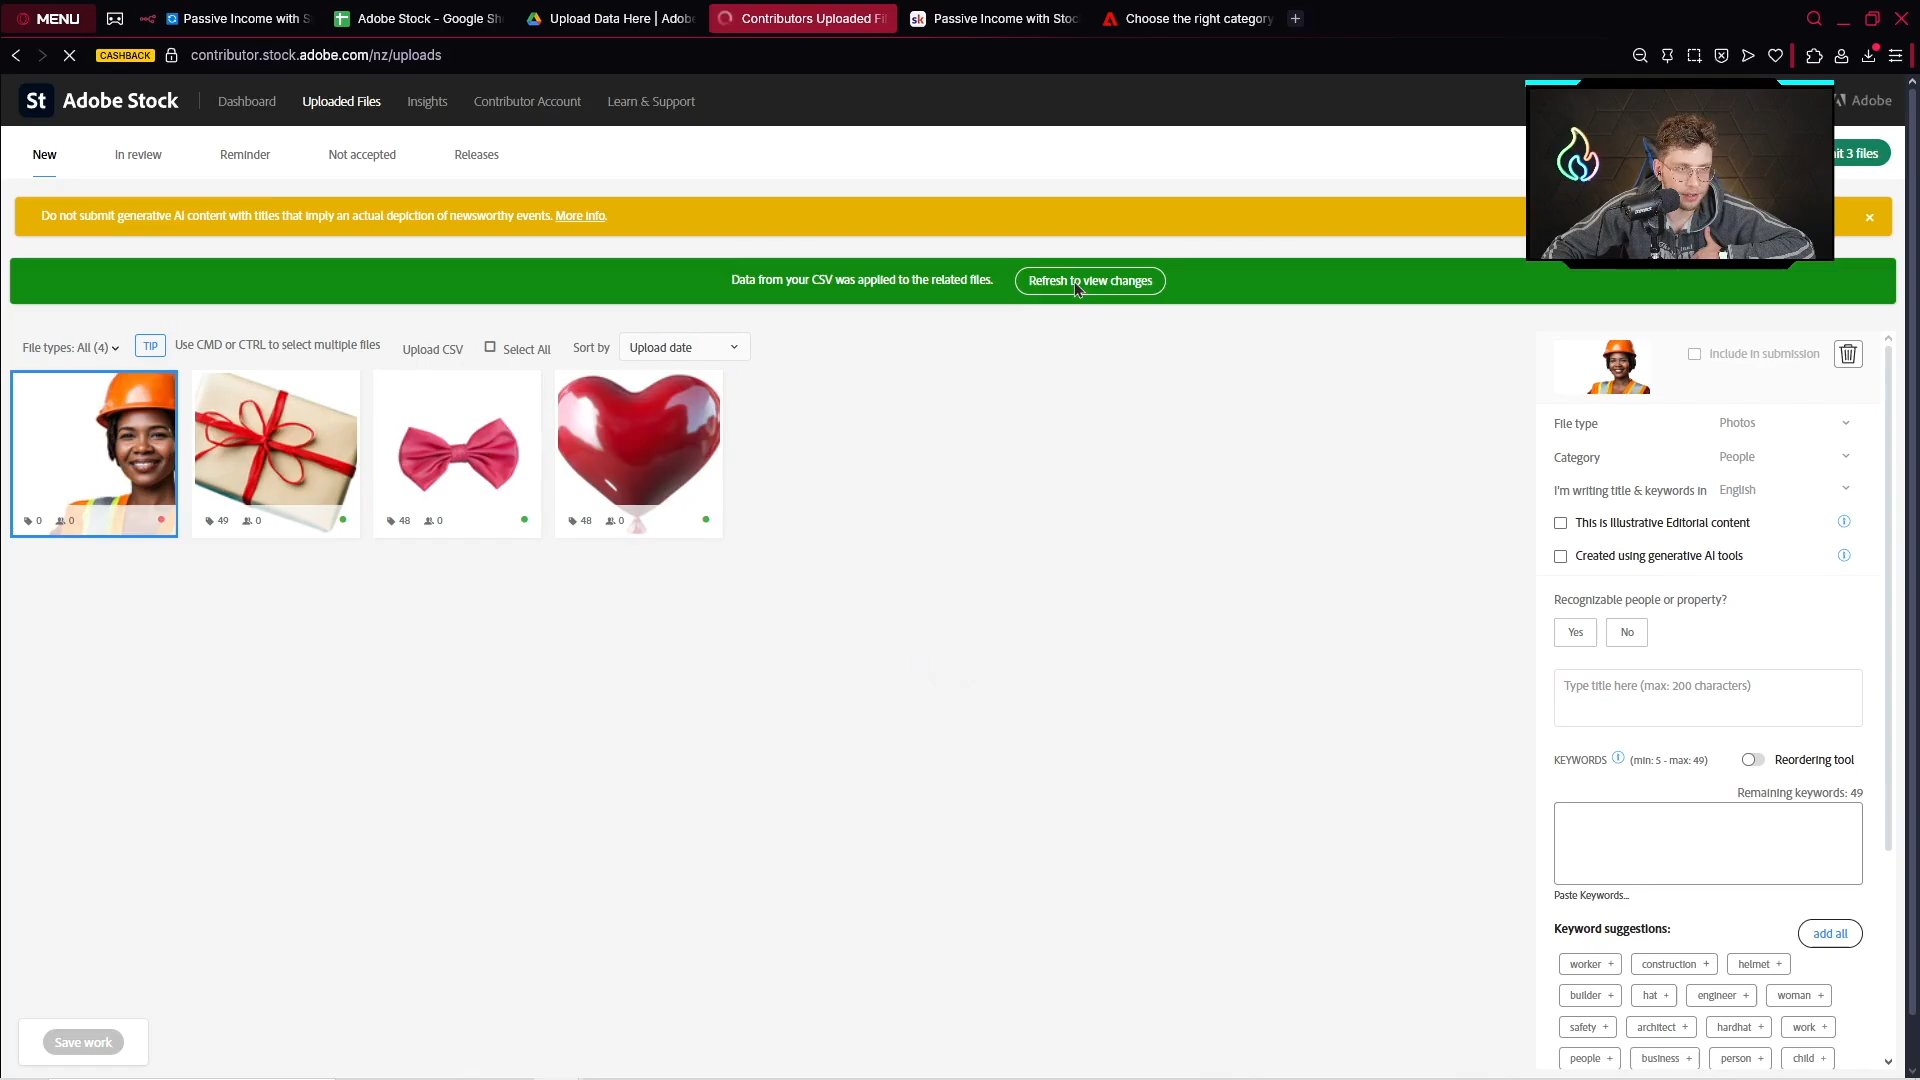 MENU
Passive Income with S
Adobe Stock - Google Sh
Upload Data Here | Adob
Contributors Uploaded Fi
sk
Passive Income with Stoc
Choose the right category
CASHBACK
contributor.stock.adobe.com/nz/uploads
St Adobe Stock
Dashboard
Uploaded Files
Insights
Contributor Account
Learn & Support
Adobe
New
In review
Reminder
Not accepted
Releases
it 3 files
Do not submit generative AI content with titles that imply an actual depiction of newsworthy events. More info.
Data from your CSV was applied to the related files.
Refresh to view changes
File types: All (4)
TIP
Use CMD or CTRL to select multiple files
Upload CSV
Select All
Sort by
Upload date
0 0
49 0
48 0
48 0
Include in submission
File type Photos
Category People
I'm writing title & keywords in English
This is Illustrative Editorial content
Created using generative AI tools
Recognizable people or property?
Yes No
Type title here (max: 200 characters)
KEYWORDS (min: 5 - max: 49)
Reordering tool
Remaining keywords: 49
Paste Keywords...
Keyword suggestions:
add all
worker + construction + helmet +
builder + hat + engineer + woman +
safety + architect + hardhat + work +
people + business + person + child +
Save work